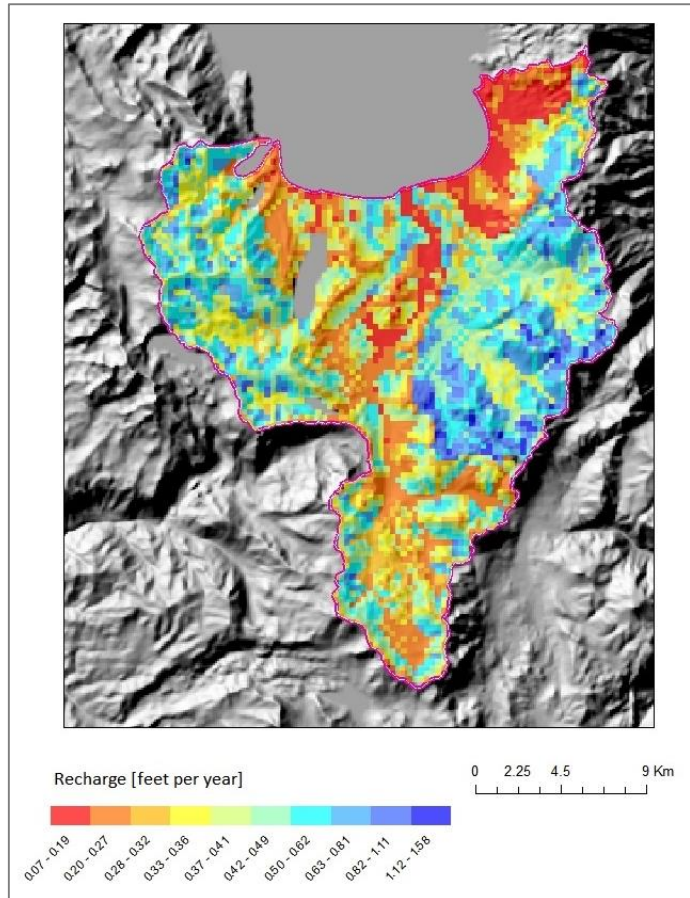 Recharge [feet per year]
0 2.25 4.5 9 Km
0.07 - 0.19
0.20 - 0.27
0.28 - 0.32
0.33 - 0.36
0.37 - 0.41
0.42 - 0.49
0.50 - 0.62
0.63 - 0.81
0.82 - 1.11
1.12 - 1.58